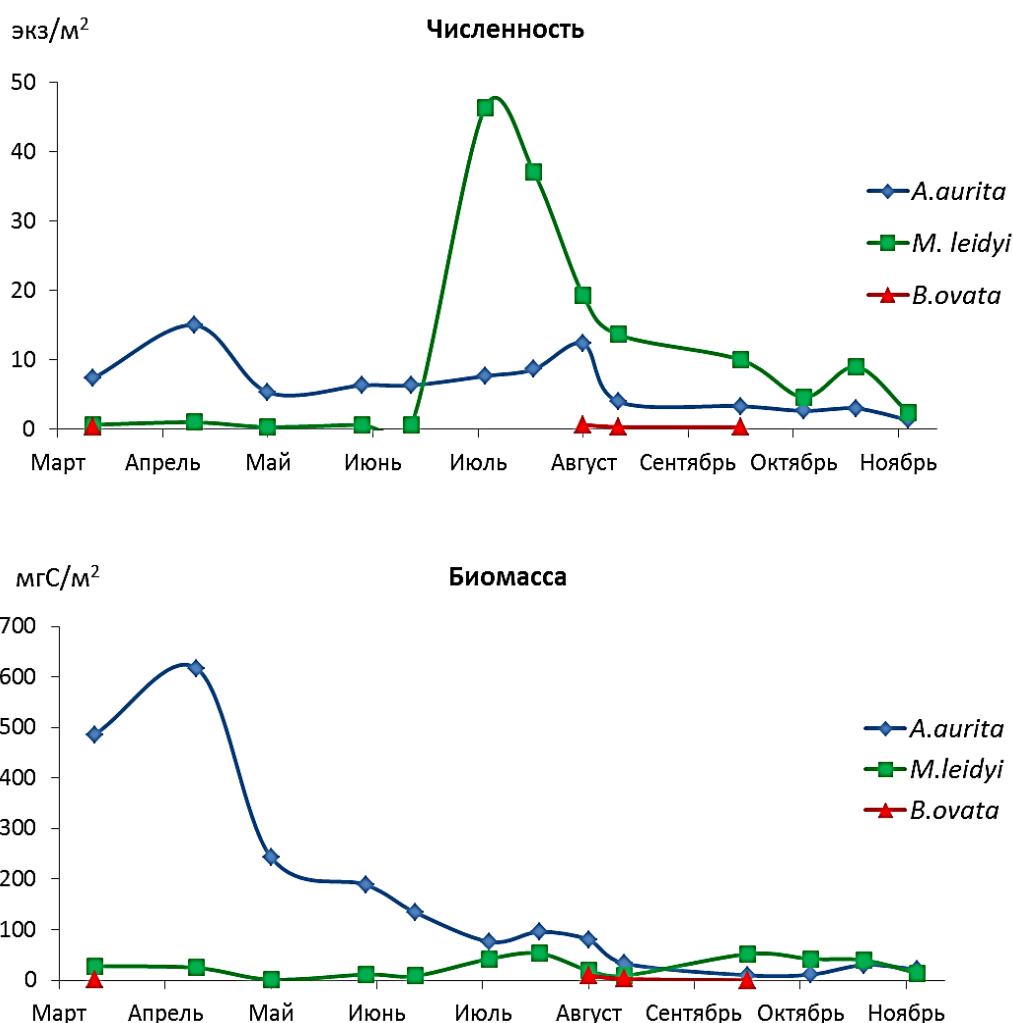 экз/м²
Численность
50
40
30
20
10
0
Март Апрель Май Июнь Июль Август Сентябрь Октябрь Ноябрь
A.aurita
M. leidyi
B.ovata
мгС/м²
Биомасса
700
600
500
400
300
200
100
0
Март Апрель Май Июнь Июль Август Сентябрь Октябрь Ноябрь
A.aurita
M.leidyi
B.ovata